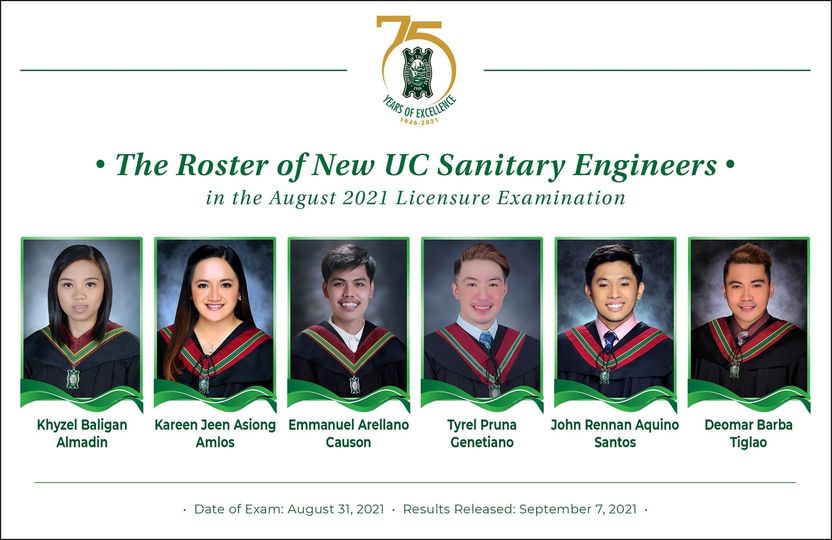 75
YEARS OF EXCELLENCE
1946-2021
• The Roster of New UC Sanitary Engineers •
in the August 2021 Licensure Examination
Khyzel Baligan
Almadin
Kareen Jeen Asiong
Amlos
Emmanuel Arellano
Causon
Tyrel Pruna
Genetiano
John Rennan Aquino
Santos
Deomar Barba
Tiglao
• Date of Exam: August 31, 2021 • Results Released: September 7, 2021 •